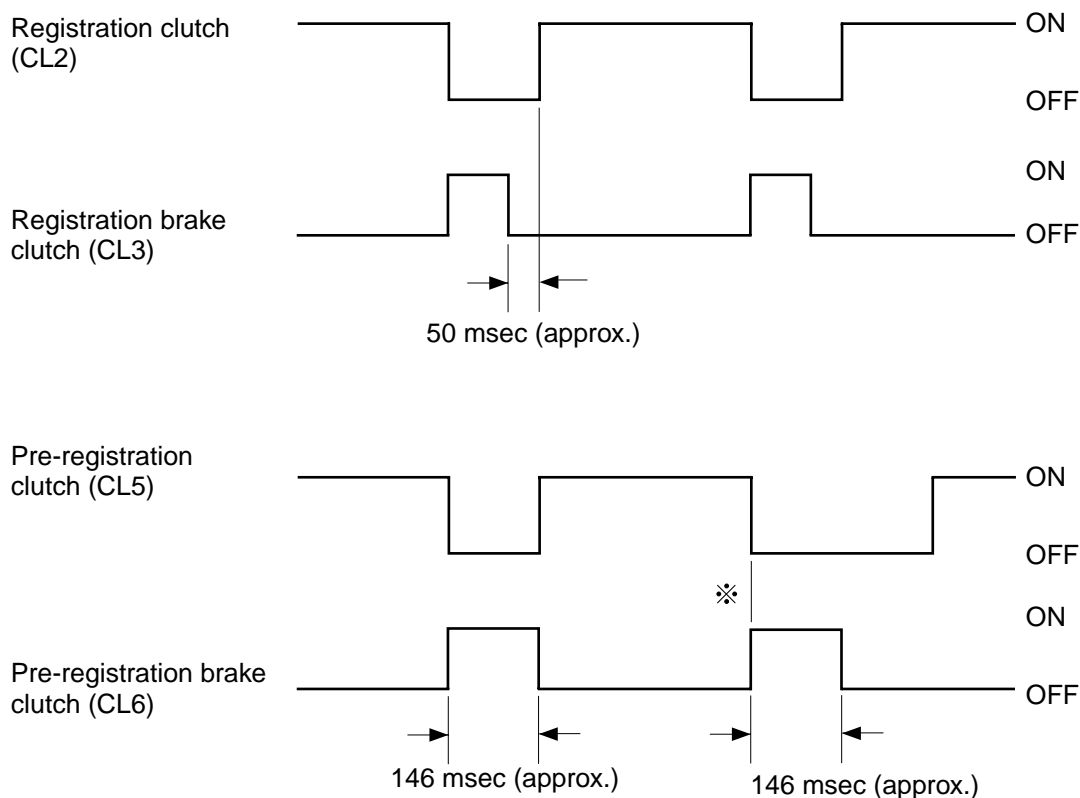 Registration clutch
(CL2)
ON
OFF
Registration brake
clutch (CL3)
ON
OFF
50 msec (approx.)
Pre-registration
clutch (CL5)
ON
OFF
※
Pre-registration brake
clutch (CL6)
ON
OFF
146 msec (approx.)
146 msec (approx.)